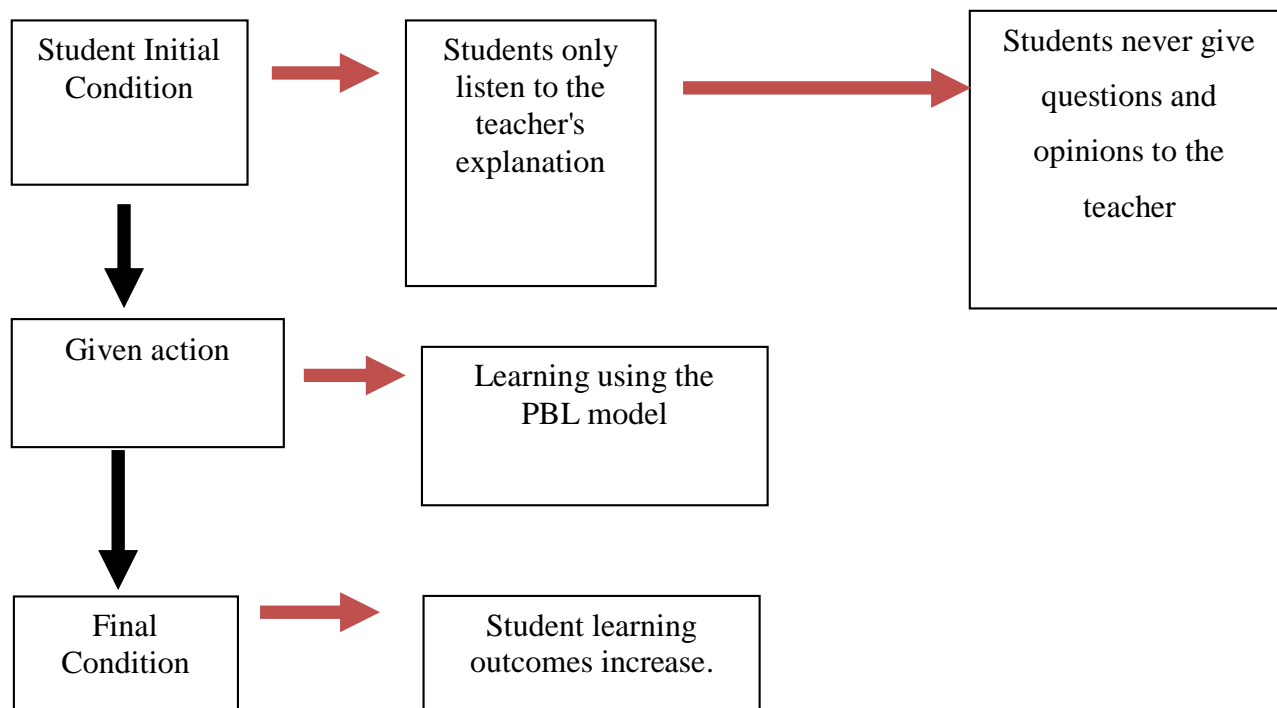 Student Initial
Condition
Students only
listen to the
teacher's
explanation
Students never give
questions and
opinions to the
teacher
Given action
Learning using the
PBL model
Final
Condition
Student learning
outcomes increase.